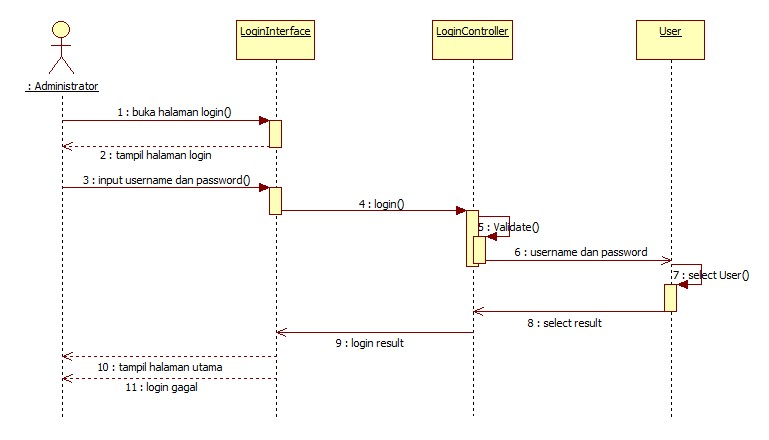 LoginInterface
LoginController
User
: Administrator
1 : buka halaman login()
2 : tampil halaman login
3 : input username dan password()
4 : login()
5 : Validate()
6 : username dan password
7 : select User()
8 : select result
9 : login result
10 : tampil halaman utama
11 : login gagal